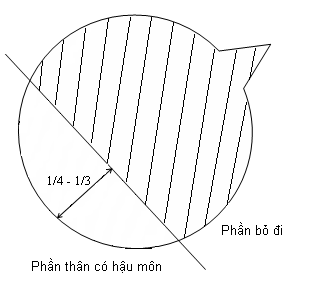 1/4 - 1/3
Phần bỏ đi
Phần thân có hậu môn